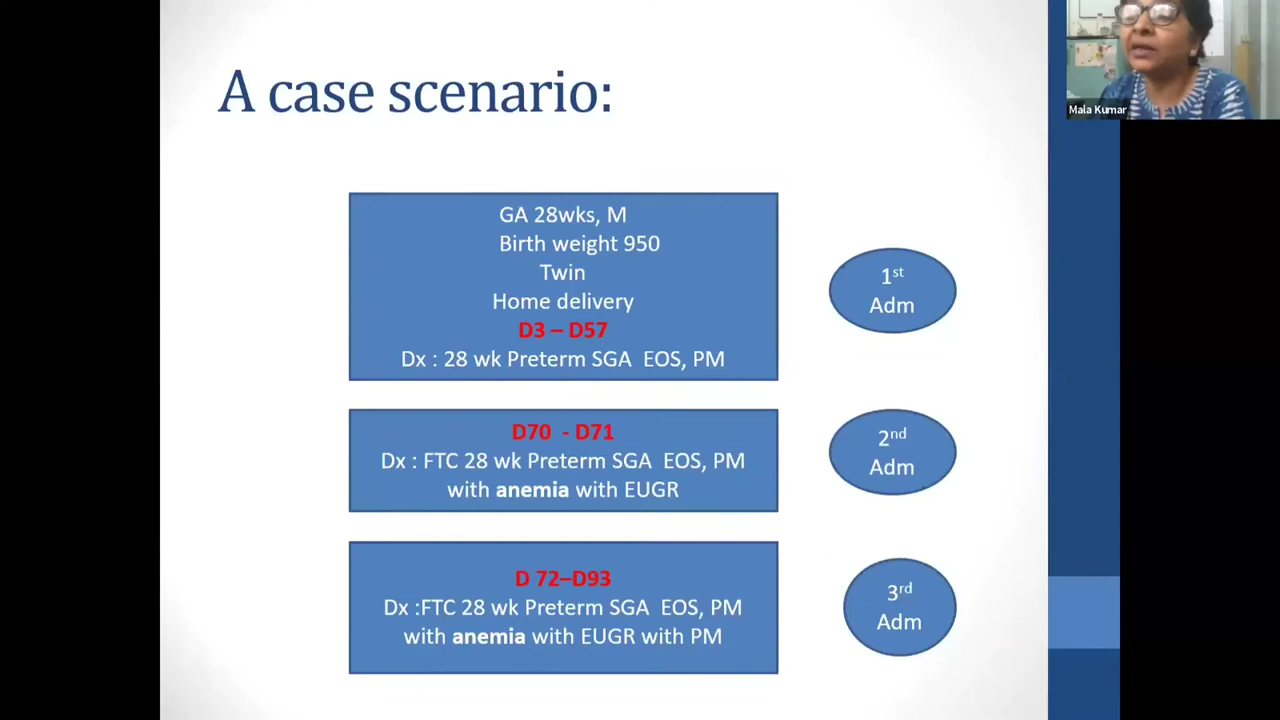 A case scenario:
GA 28wks, M
Birth weight 950
Twin
Home delivery
D3 – D57
Dx : 28 wk Preterm SGA EOS, PM
1st
Adm
D70 - D71
Dx : FTC 28 wk Preterm SGA EOS, PM
with anemia with EUGR
2nd
Adm
D 72–D93
Dx :FTC 28 wk Preterm SGA EOS, PM
with anemia with EUGR with PM
3rd
Adm
Mala Kumar